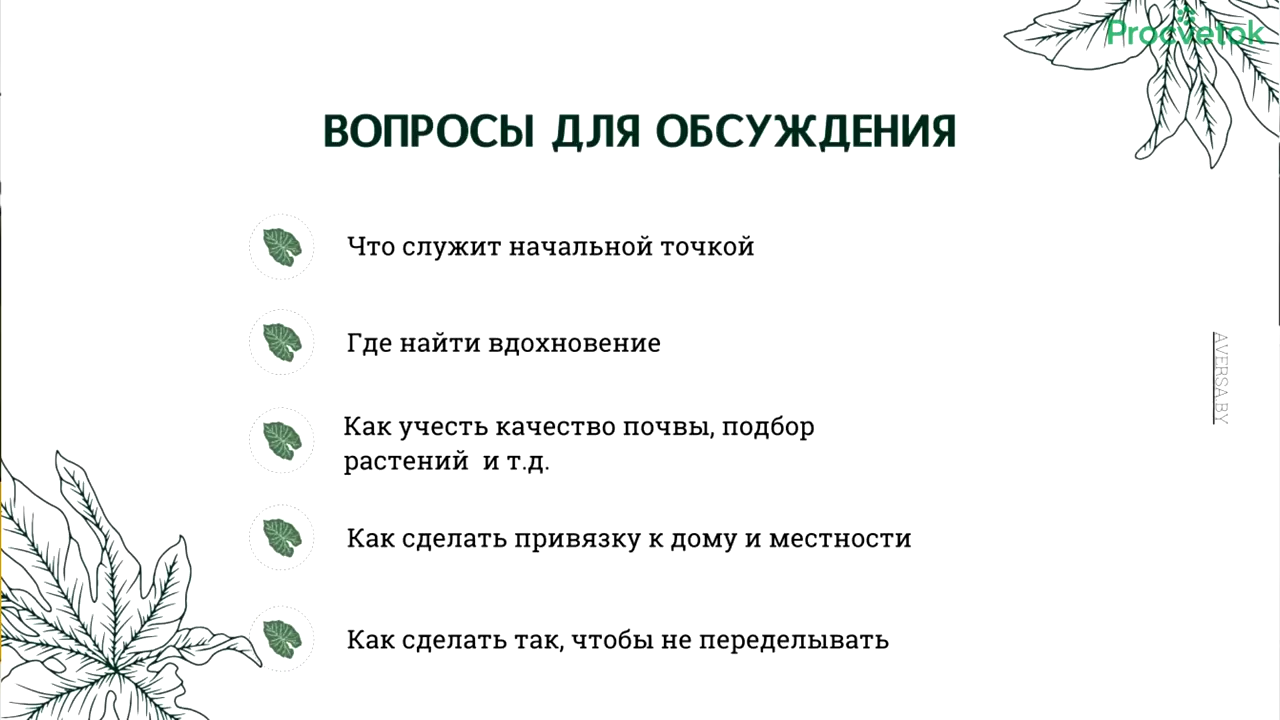 Procvetok
ВОПРОСЫ ДЛЯ ОБСУЖДЕНИЯ
Что служит начальной точкой
Где найти вдохновение
AVERSA.BY
Как учесть качество почвы, подбор
растений и т.д.
Как сделать привязку к дому и местности
Как сделать так, чтобы не переделывать